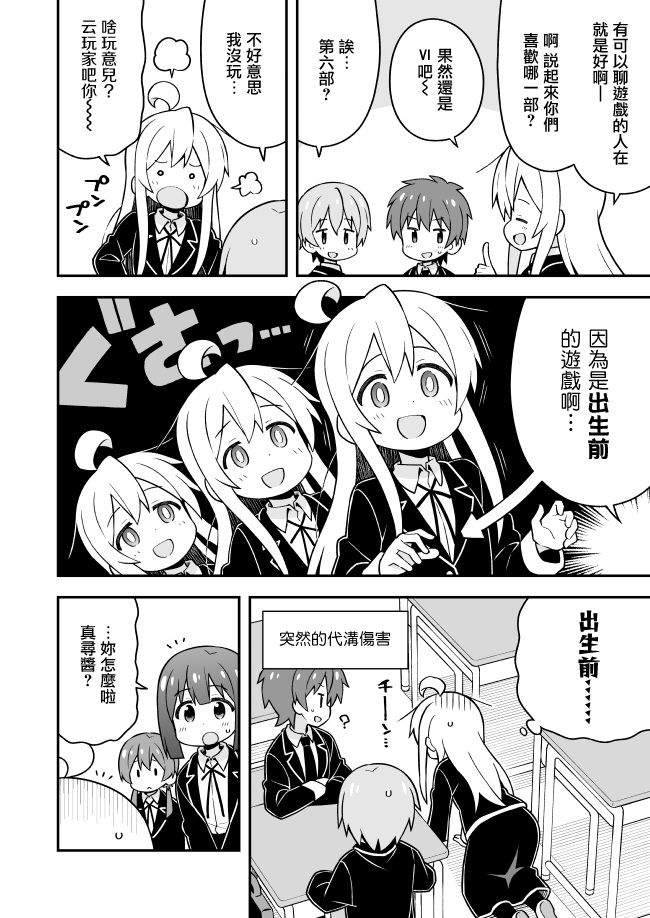 有可以聊遊戲的人在
就是好啊—
啊 說起來你們
喜歡哪一部？
果然還是
VI吧～
誒…
第六部？
不好意思
我沒玩…
啥玩意兒？
云玩家吧你～～
プンプン
因為是出生前
的遊戲啊…
ぐさっ…
出生前……
突然的代溝傷害
チーン…
?
…妳怎麼啦
真尋醬？